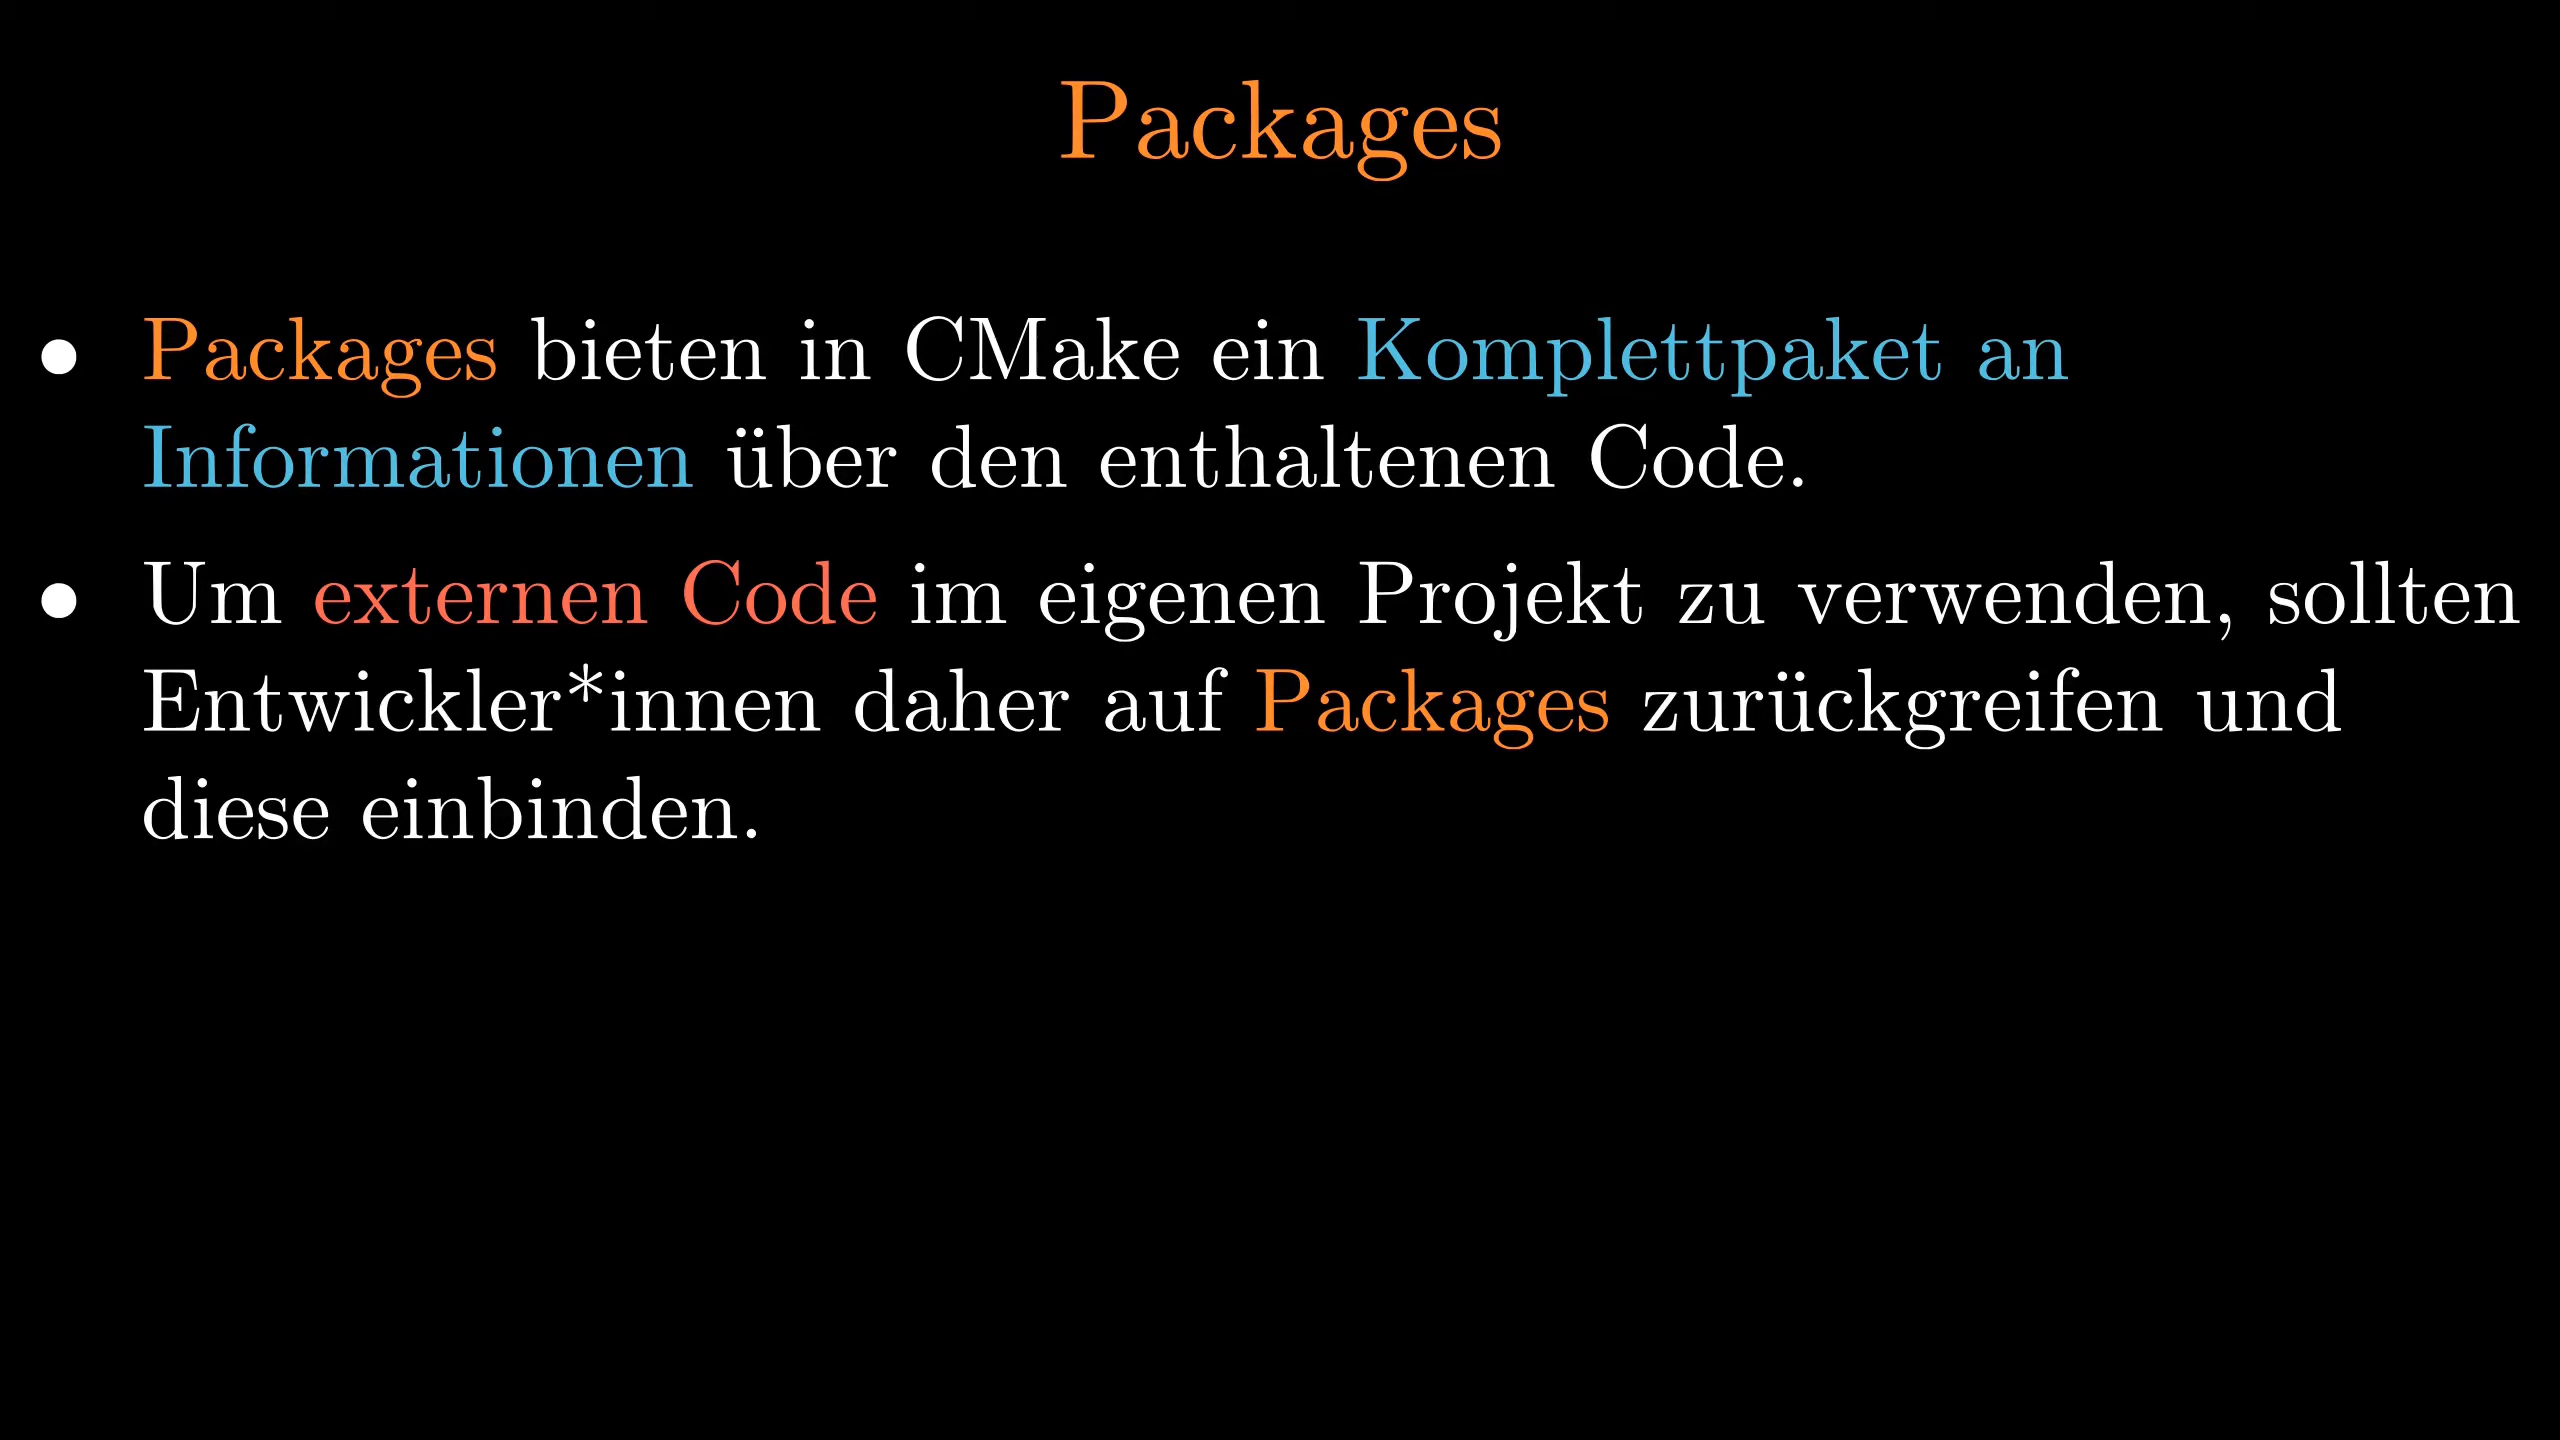 Packages
• Packages bieten in CMake ein Komplettpaket an
Informationen über den enthaltenen Code.
• Um externen Code im eigenen Projekt zu verwenden, sollten
Entwickler*innen daher auf Packages zurückgreifen und
diese einbinden.